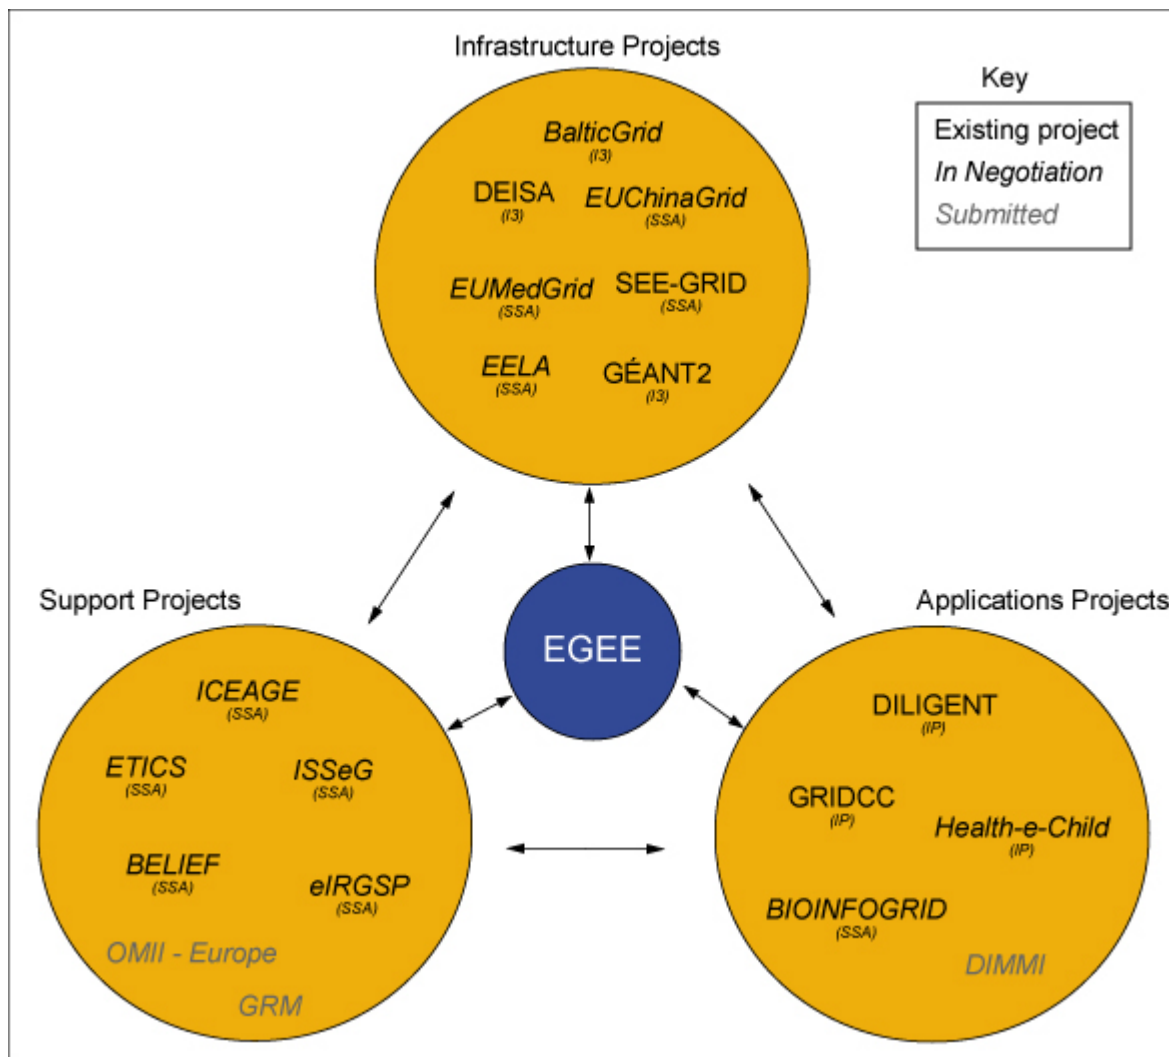 Infrastructure Projects
Key
Existing project
In Negotiation
Submitted
BalticGrid
(I3)
DEISA
(I3)
EUChinaGrid
(SSA)
EUMedGrid
(SSA)
SEE-GRID
(SSA)
EELA
(SSA)
GÉANT2
(I3)
EGEE
Support Projects
ICEAGE
(SSA)
ETICS
(SSA)
ISSeG
(SSA)
BELIEF
(SSA)
eIRGSP
(SSA)
OMII - Europe
GRM
Applications Projects
DILIGENT
(IP)
GRIDCC
(IP)
Health-e-Child
(IP)
BIOINFOGRID
(SSA)
DIMMI